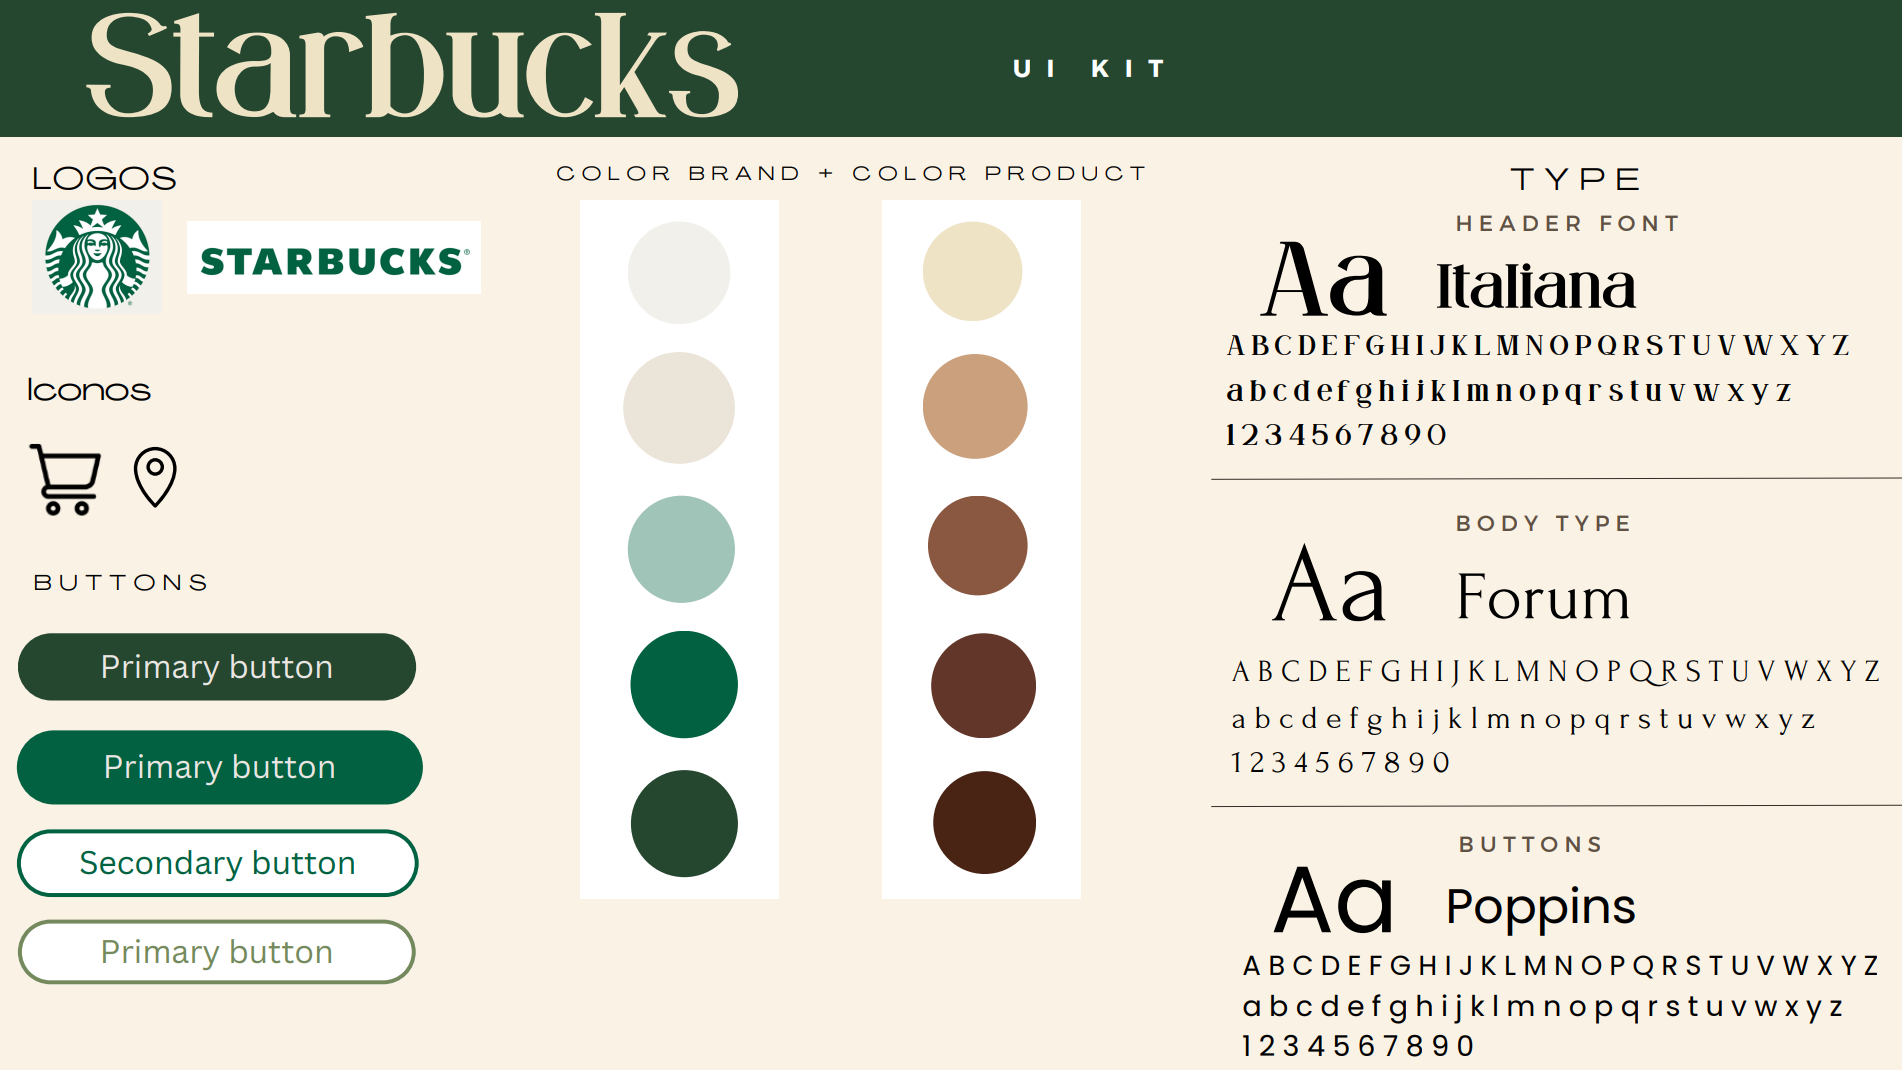 Starbucks
UI KIT
LOGOS
STARBUCKS®
Iconos
BUTTONS
Primary button
Primary button
Secondary button
Primary button
COLOR BRAND + COLOR PRODUCT
TYPE
HEADER FONT
Aa Italiana
ABCDEFGHIJKLMNOPQRSTUVWXYZ
abcdefghijklmnopqrstuvwxyz
1234567890
BODY TYPE
Aa Forum
ABCDEFGHIJKLMNOPQRSTUVWXYZ
abcdefghijklmnopqrstuvwxyz
1234567890
BUTTONS
Aa Poppins
ABCDEFGHIJKLMNOPQRSTUVWXYZ
abcdefghijklmnopqrstuvwxyz
1234567890